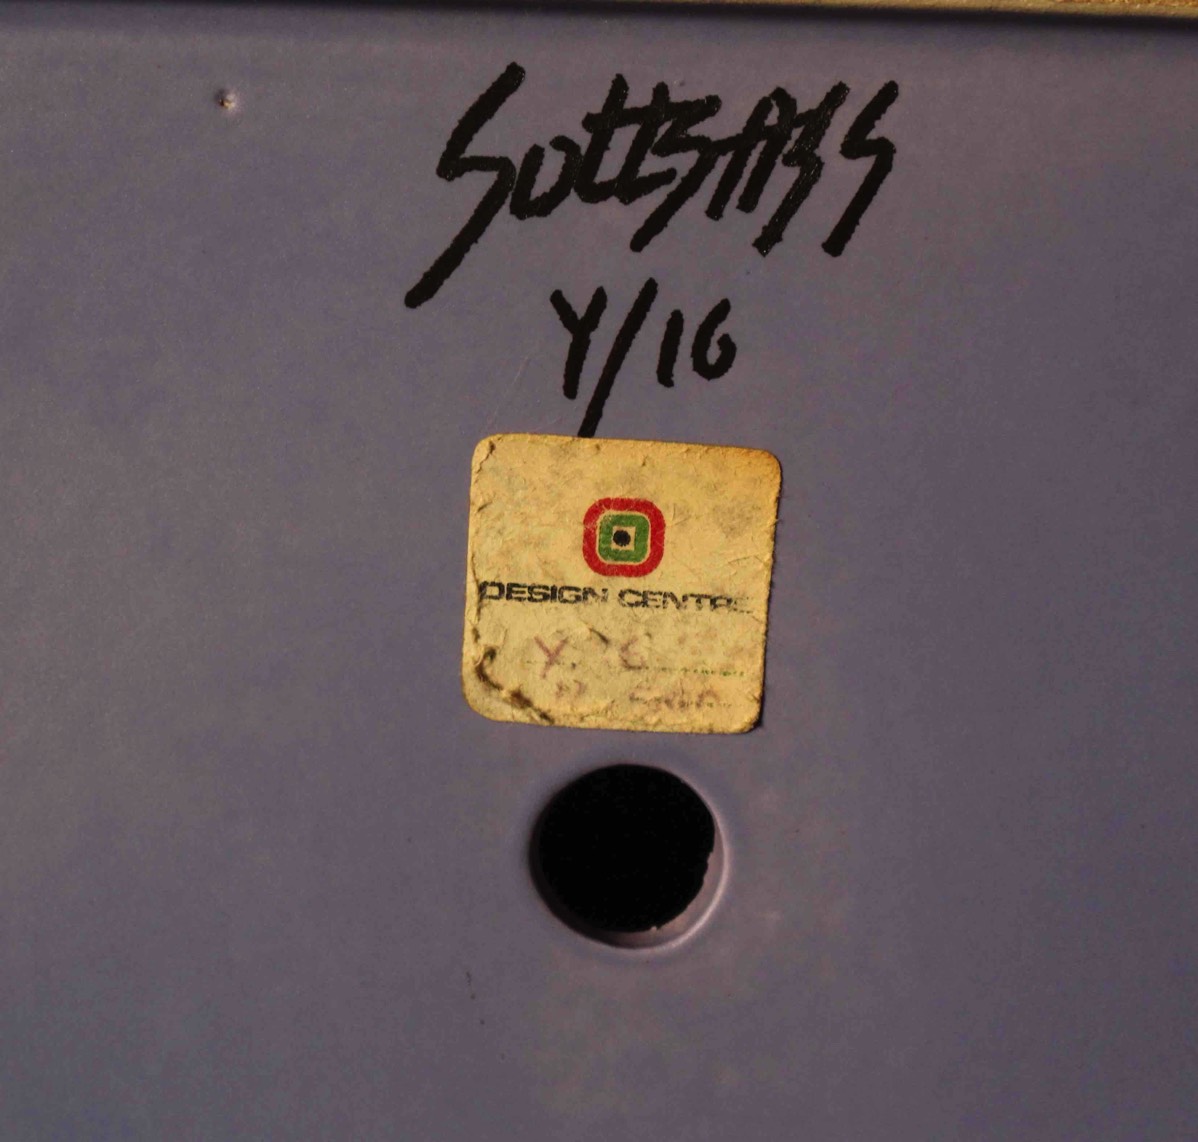 SottsASS
Y/16
DESIGN CENTRE